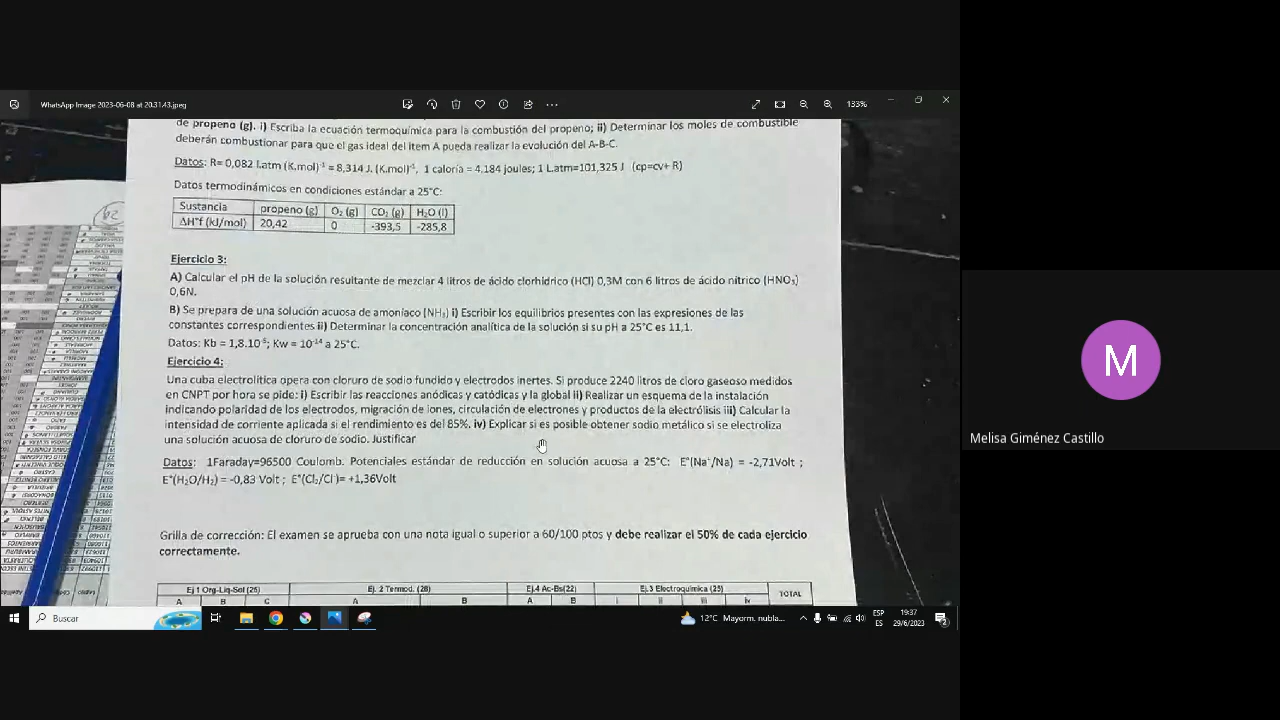 WhatsApp Image 2023-06-08 at 20.31.43.jpeg
133%
de propeno (g). i) Escriba la ecuación termoquímica para la combustión del propeno; ii) Determinar los moles de combustible
deberán combustionar para que el gas ideal del ítem A pueda realizar la evolución del A-B-C.
Datos: R= 0,082 l.atm (K.mol)⁻¹ = 8,314 J. (K.mol)⁻¹, 1 caloría = 4,184 joules; 1 L.atm=101,325 J (cp=cv+ R)
Datos termodinámicos en condiciones estándar a 25°C:
Sustancia propeno (g) O₂ (g) CO₂ (g) H₂O (l)
ΔH°f (kJ/mol) 20,42 0 -393,5 -285,8
Ejercicio 3:
A) Calcular el pH de la solución resultante de mezclar 4 litros de ácido clorhídrico (HCl) 0,3M con 6 litros de ácido nítrico (HNO₃)
0,6N.
B) Se prepara de una solución acuosa de amoníaco (NH₃) i) Escribir los equilibrios presentes con las expresiones de las
constantes correspondientes ii) Determinar la concentración analítica de la solución si su pH a 25°C es 11,1.
Datos: Kb = 1,8.10⁻⁵; Kw = 10⁻¹⁴ a 25°C.
Ejercicio 4:
Una cuba electrolítica opera con cloruro de sodio fundido y electrodos inertes. Si produce 2240 litros de cloro gaseoso medidos
en CNPT por hora se pide: i) Escribir las reacciones anódicas y catódicas y la global ii) Realizar un esquema de la instalación
indicando polaridad de los electrodos, migración de iones, circulación de electrones y productos de la electrólisis iii) Calcular la
intensidad de corriente aplicada si el rendimiento es del 85%. iv) Explicar si es posible obtener sodio metálico si se electroliza
una solución acuosa de cloruro de sodio. Justificar
Datos: 1Faraday=96500 Coulomb. Potenciales estándar de reducción en solución acuosa a 25°C: E°(Na⁺/Na) = -2,71Volt ;
E°(H₂O/H₂) = -0,83 Volt ; E°(Cl₂/Cl⁻)= +1,36Volt
Grilla de corrección: El examen se aprueba con una nota igual o superior a 60/100 ptos y debe realizar el 50% de cada ejercicio
correctamente.
Ej 1 Org-Liq-Sol (25) Ej. 2 Termod. (28) Ej.4 Ac-Bs(22) Ej.3 Electroquímica (25) TOTAL
A B C A B A B i ii iii iv
M
Melisa Giménez Castillo
Buscar
12°C Mayorm. nubla...
ESP
ES
19:37
29/6/2023
2